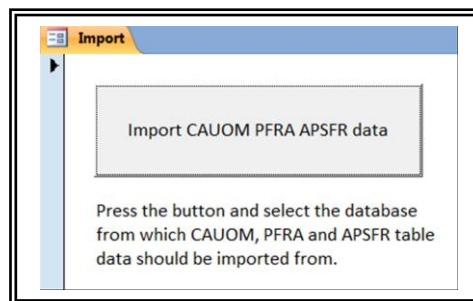 Import
Import CAUOM PFRA APSFR data
Press the button and select the database
from which CAUOM, PFRA and APSFR table
data should be imported from.